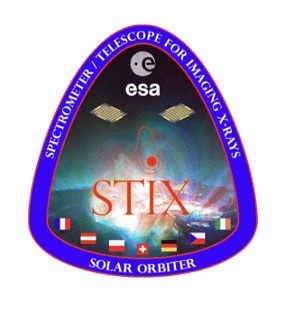 SPECTROMETER / TELESCOPE FOR IMAGING X-RAYS
esa
STIX
SOLAR ORBITER